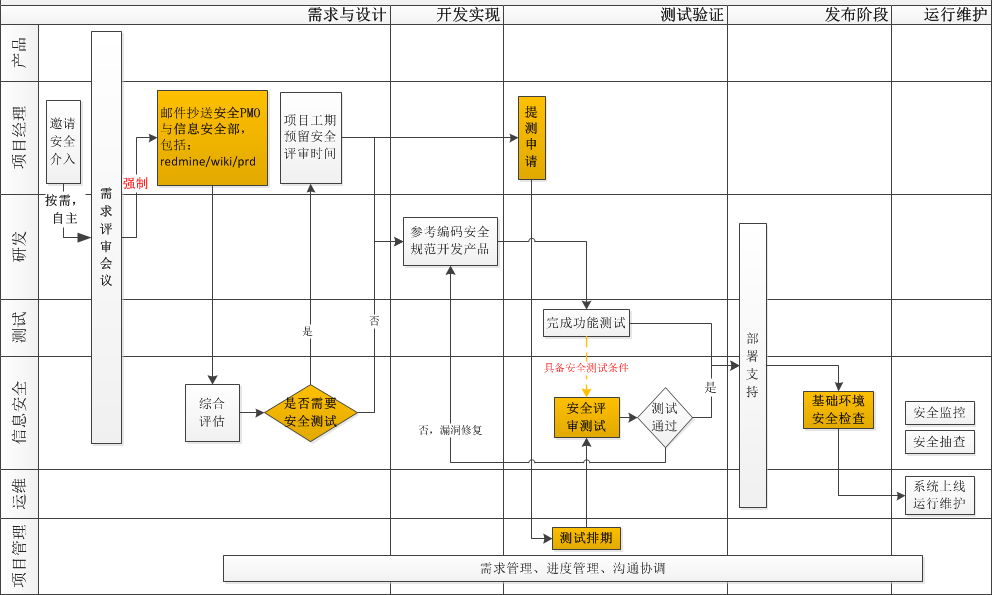 需求与设计
开发实现
测试验证
发布阶段
运行维护
产品
项目经理
研发
测试
信息安全
运维
项目管理
邀请
安全
介入
按需，
自主
需求评审会议
强制
邮件抄送安全PMO
与信息安全部，
包括：
redmine/wiki/prd
项目工期
预留安全
评审时间
提测申请
参考编码安全
规范开发产品
完成功能测试
是
否
具备安全测试条件
综合
评估
是否需要
安全测试
安全评
审测试
测试
通过
是
否，漏洞修复
部署支持
基础环境
安全检查
安全监控
安全抽查
系统上线
运行维护
测试排期
需求管理、进度管理、沟通协调